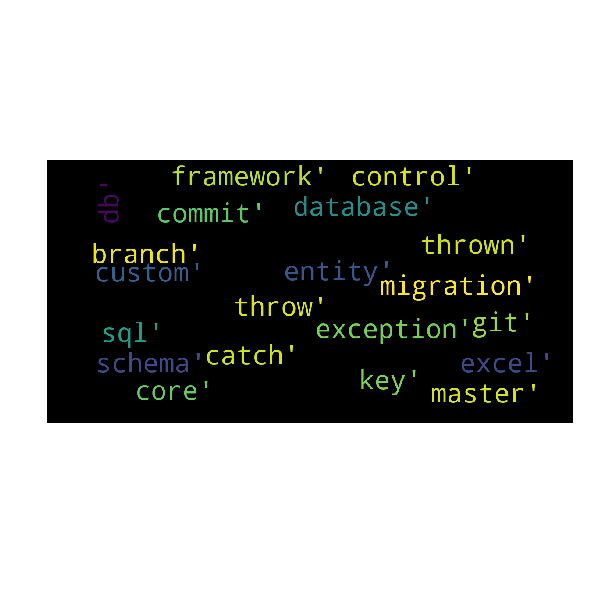 framework' control'
db'
commit' database'
branch' thrown'
custom' entity'
migration'
throw'
exception' git'
sql'
schema' catch' excel'
core' key' master'